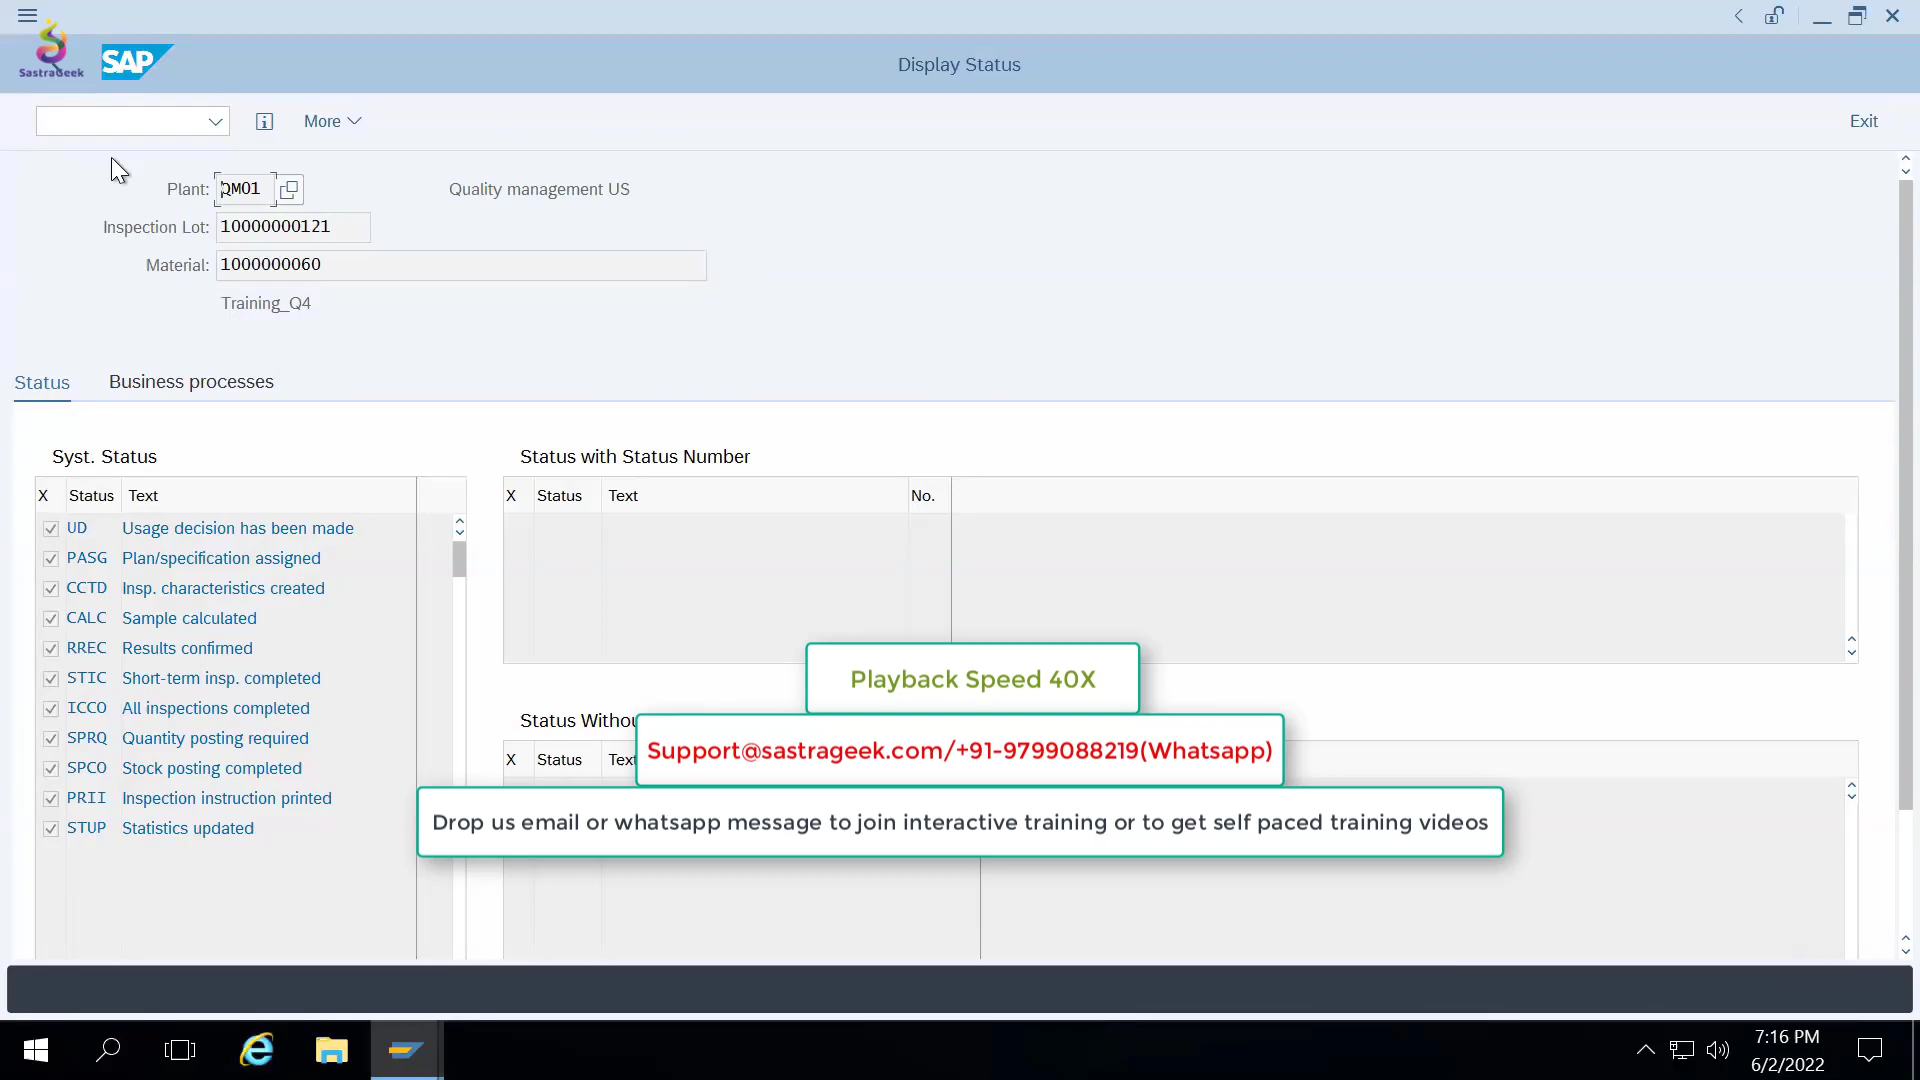 SastraGeek
SAP
Display Status
More
Exit
Plant: QM01 Quality management US
Inspection Lot: 10000000121
Material: 1000000060
Training_Q4
Status Business processes
Syst. Status
X Status Text
UD Usage decision has been made
PASG Plan/specification assigned
CCTD Insp. characteristics created
CALC Sample calculated
RREC Results confirmed
STIC Short-term insp. completed
ICCO All inspections completed
SPRQ Quantity posting required
SPCO Stock posting completed
PRII Inspection instruction printed
STUP Statistics updated
Status with Status Number
X Status Text No.
Playback Speed 40X
Status
X Status
Support@sastrageek.com/+91-9799088219(Whatsapp)
Drop us email or whatsapp message to join interactive training or to get self paced training videos
7:16 PM
6/2/2022